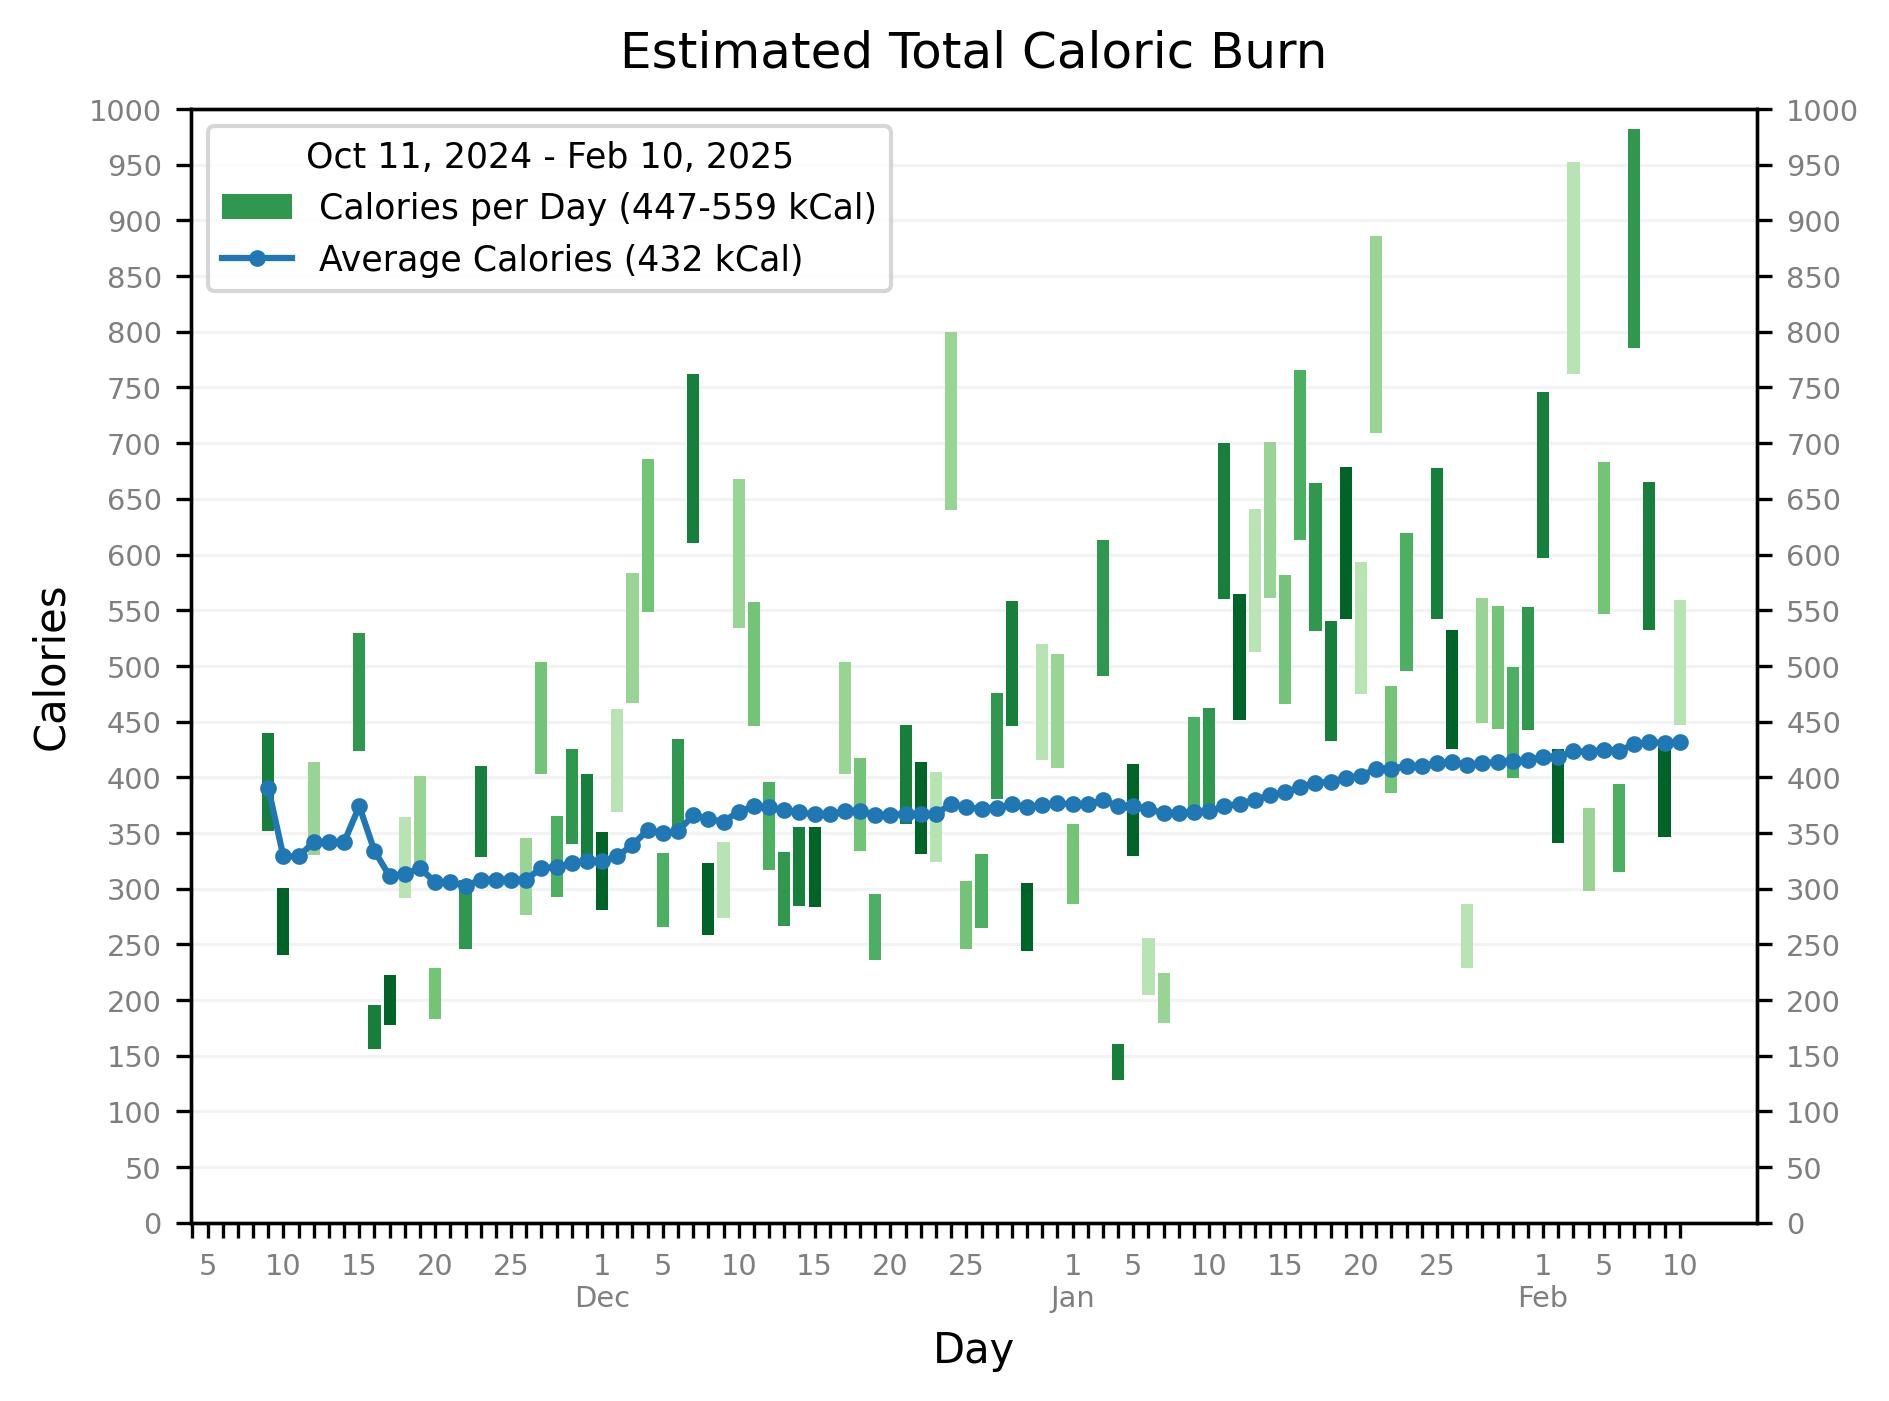 Estimated Total Caloric Burn
Oct 11, 2024 - Feb 10, 2025
Calories per Day (447-559 kCal)
Average Calories (432 kCal)
1000 1000
950 950
900 900
850 850
800 800
750 750
700 700
650 650
600 600
550 550
500 500
450 450
400 400
350 350
300 300
250 250
200 200
150 150
100 100
50 50
0 0
Calories
5 10 15 20 25 1 5 10 15 20 25 1 5 10 15 20 25 1 5 10
Dec Jan Feb
Day